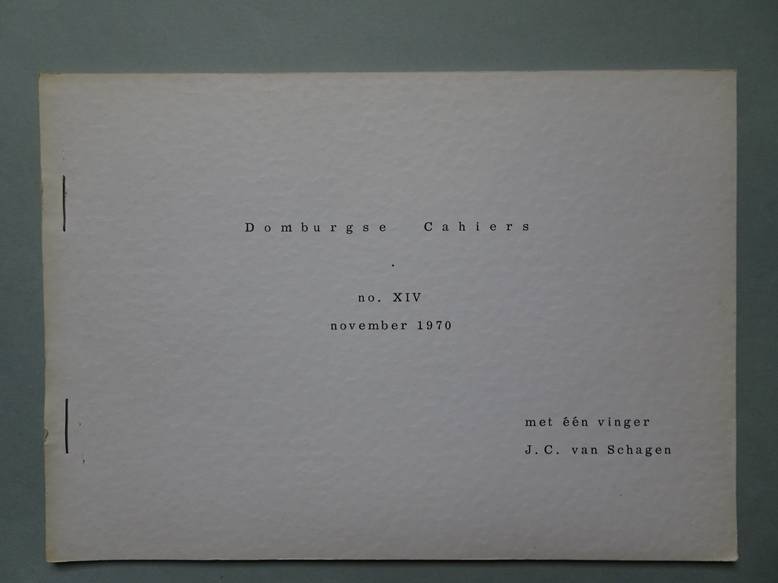 Domburgse Cahiers
.
no. XIV
november 1970
met één vinger
J.C. van Schagen